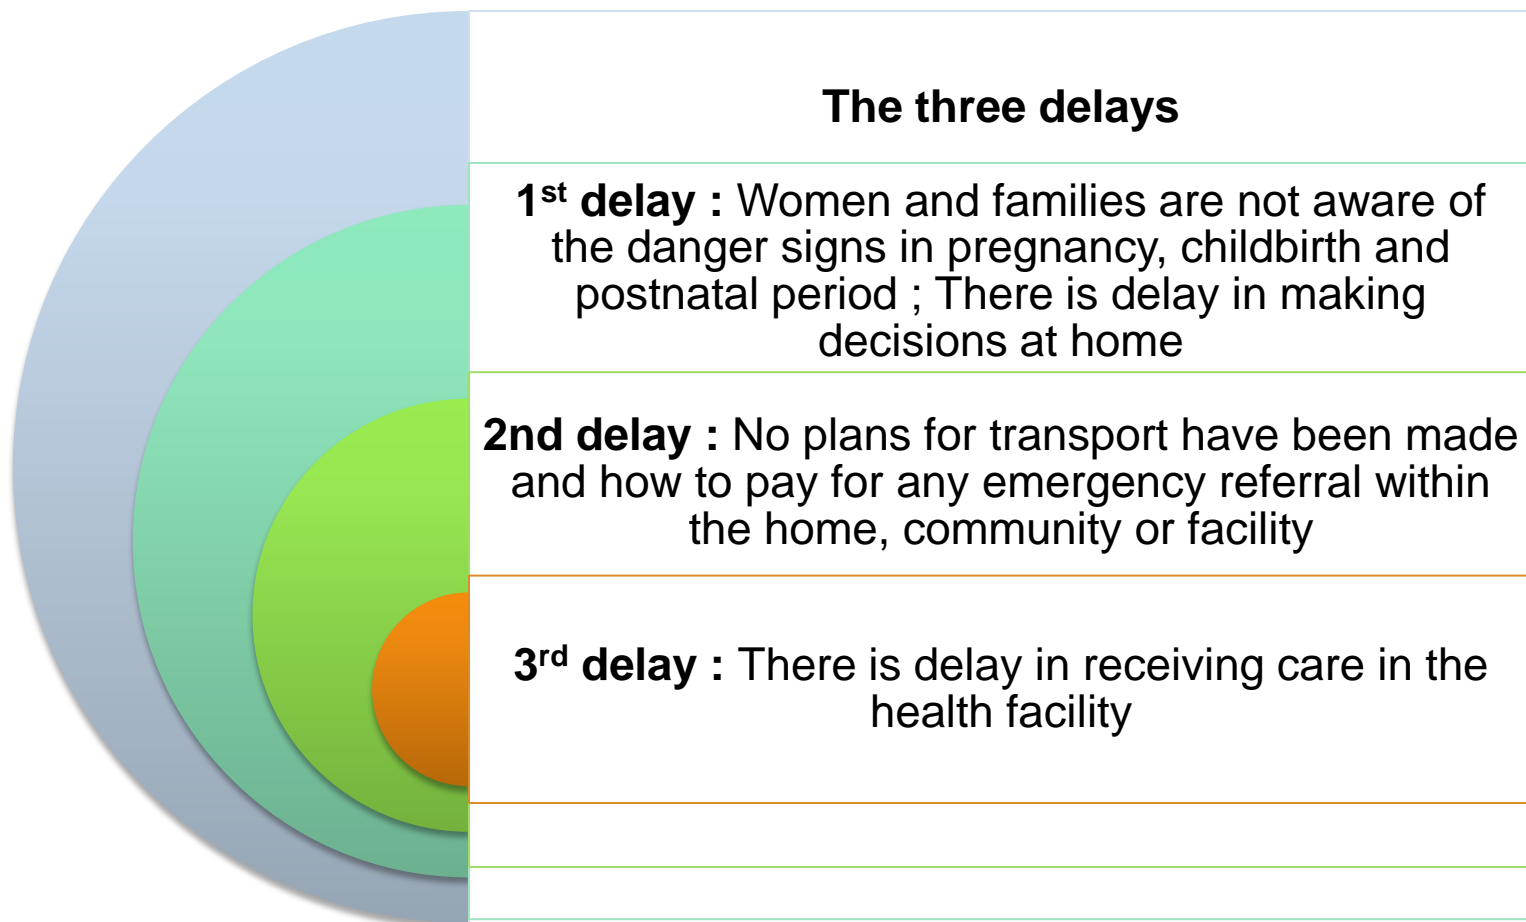 The three delays
1st delay : Women and families are not aware of
the danger signs in pregnancy, childbirth and
postnatal period ; There is delay in making
decisions at home
2nd delay : No plans for transport have been made
and how to pay for any emergency referral within
the home, community or facility
3rd delay : There is delay in receiving care in the
health facility